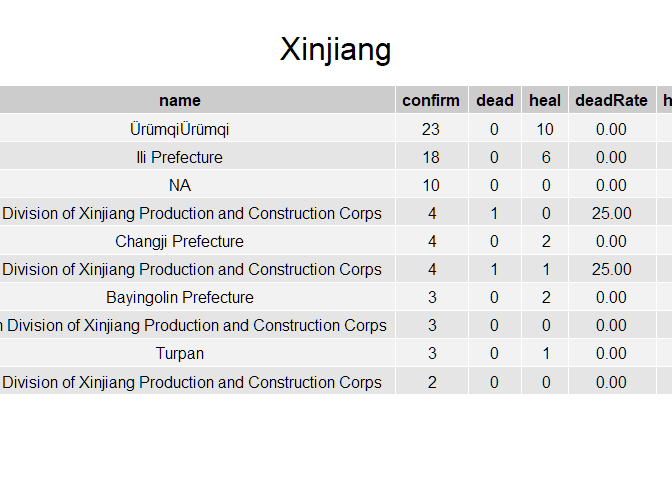 Xinjiang
name confirm dead heal deadRate h
ÜrümqiÜrümqi 23 0 10 0.00
Ili Prefecture 18 0 6 0.00
NA 10 0 0 0.00
Division of Xinjiang Production and Construction Corps 4 1 0 25.00
Changji Prefecture 4 0 2 0.00
Division of Xinjiang Production and Construction Corps 4 1 1 25.00
Bayingolin Prefecture 3 0 2 0.00
n Division of Xinjiang Production and Construction Corps 3 0 0 0.00
Turpan 3 0 1 0.00
Division of Xinjiang Production and Construction Corps 2 0 0 0.00